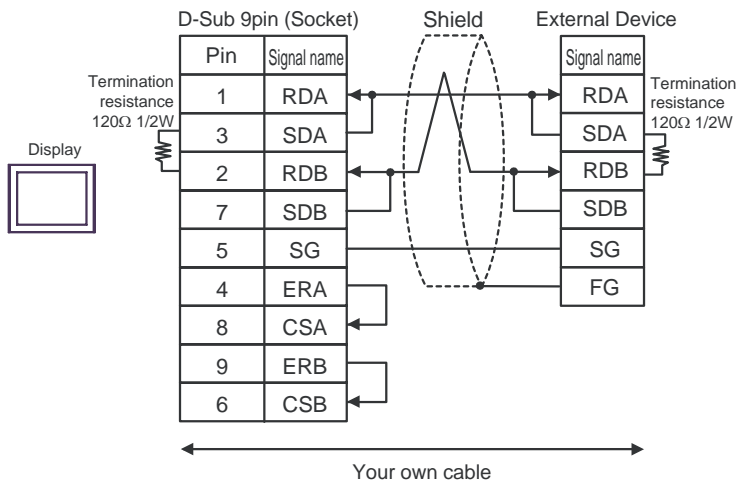 D-Sub 9pin (Socket) Shield External Device
Pin Signal name Signal name
Termination
resistance
120Ω 1/2W
Termination
resistance
120Ω 1/2W
Display
1 RDA RDA
3 SDA SDA
2 RDB RDB
7 SDB SDB
5 SG SG
4 ERA FG
8 CSA
9 ERB
6 CSB
Your own cable